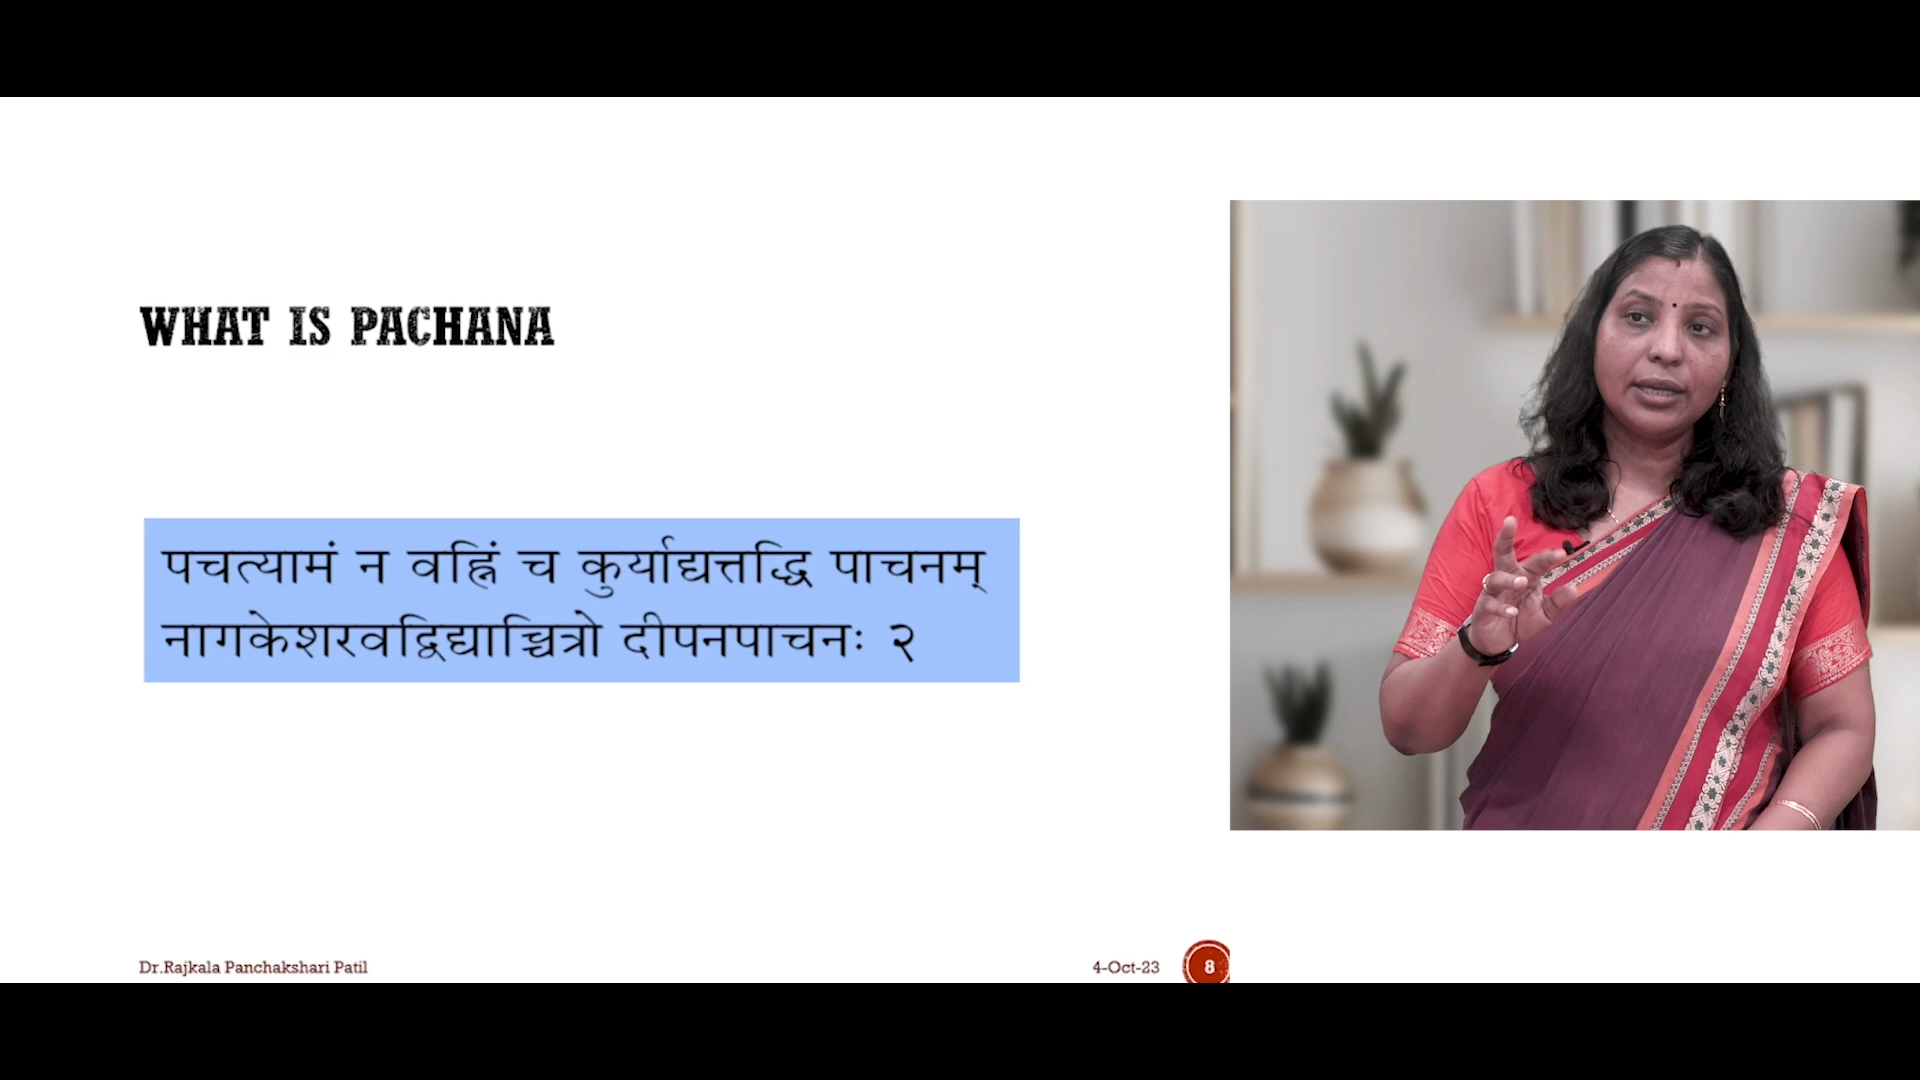 WHAT IS PACHANA
पचत्यामं न वह्निं च कुर्याद्यत्तद्धि पाचनम्
नागकेशरवद्विद्याच्चित्रो दीपनपाचनः २
Dr.Rajkala Panchakshari Patil
4-Oct-23
8